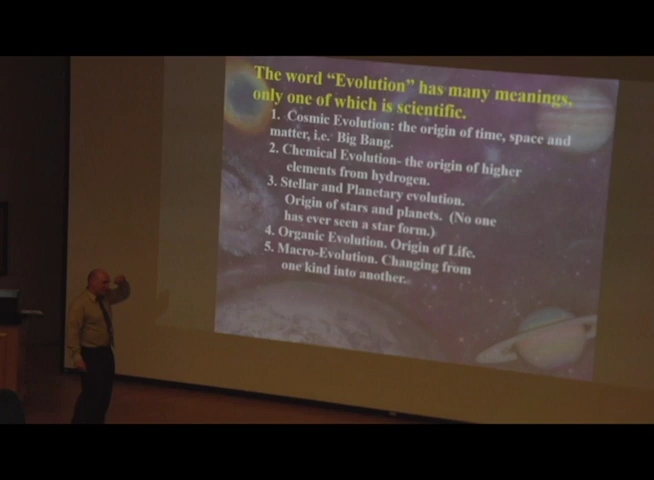 The word “Evolution” has many meanings,
only one of which is scientific.
1. Cosmic Evolution: the origin of time, space and
matter, i.e. Big Bang.
2. Chemical Evolution- the origin of higher
elements from hydrogen.
3. Stellar and Planetary evolution.
Origin of stars and planets. (No one
has ever seen a star form.)
4. Organic Evolution. Origin of Life.
5. Macro-Evolution. Changing from
one kind into another.